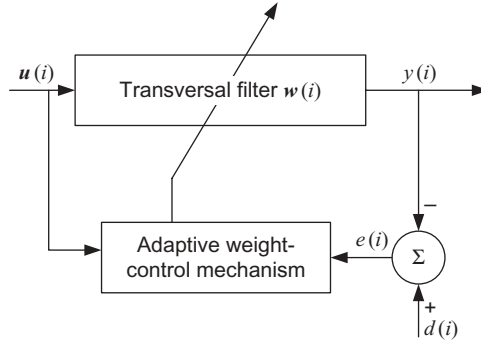 u(i)
Transversal filter w(i)
y(i)
−
Adaptive weight-
control mechanism
e(i)
Σ
+
d(i)